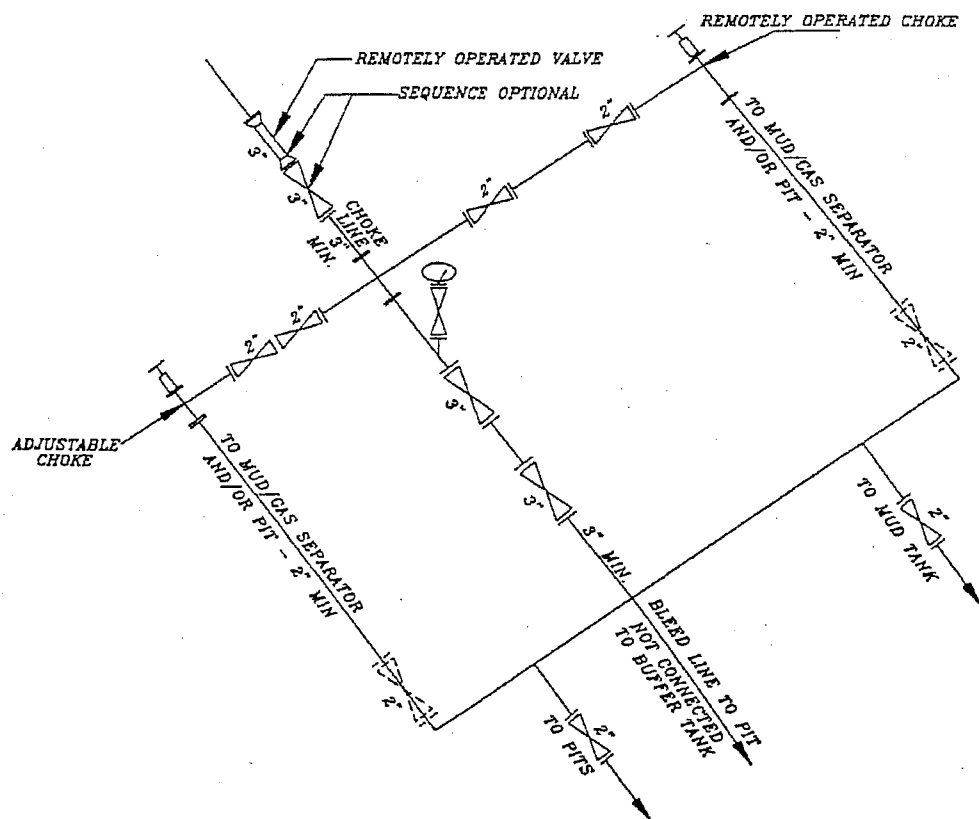 REMOTELY OPERATED CHOKE
REMOTELY OPERATED VALVE
SEQUENCE OPTIONAL
3"
3"
CHOKE
LINE
3"
MIN.
2"
2"
TO MUD/GAS SEPARATOR
AND/OR PIT - 2" MIN
2"
2"
2"
ADJUSTABLE
CHOKE
TO MUD/GAS SEPARATOR
AND/OR PIT - 2" MIN
2"
3"
3"
3" MIN.
BLEED LINE TO PIT
NOT CONNECTED
TO BUFFER TANK
2"
TO MUD TANK
2"
TO PITS